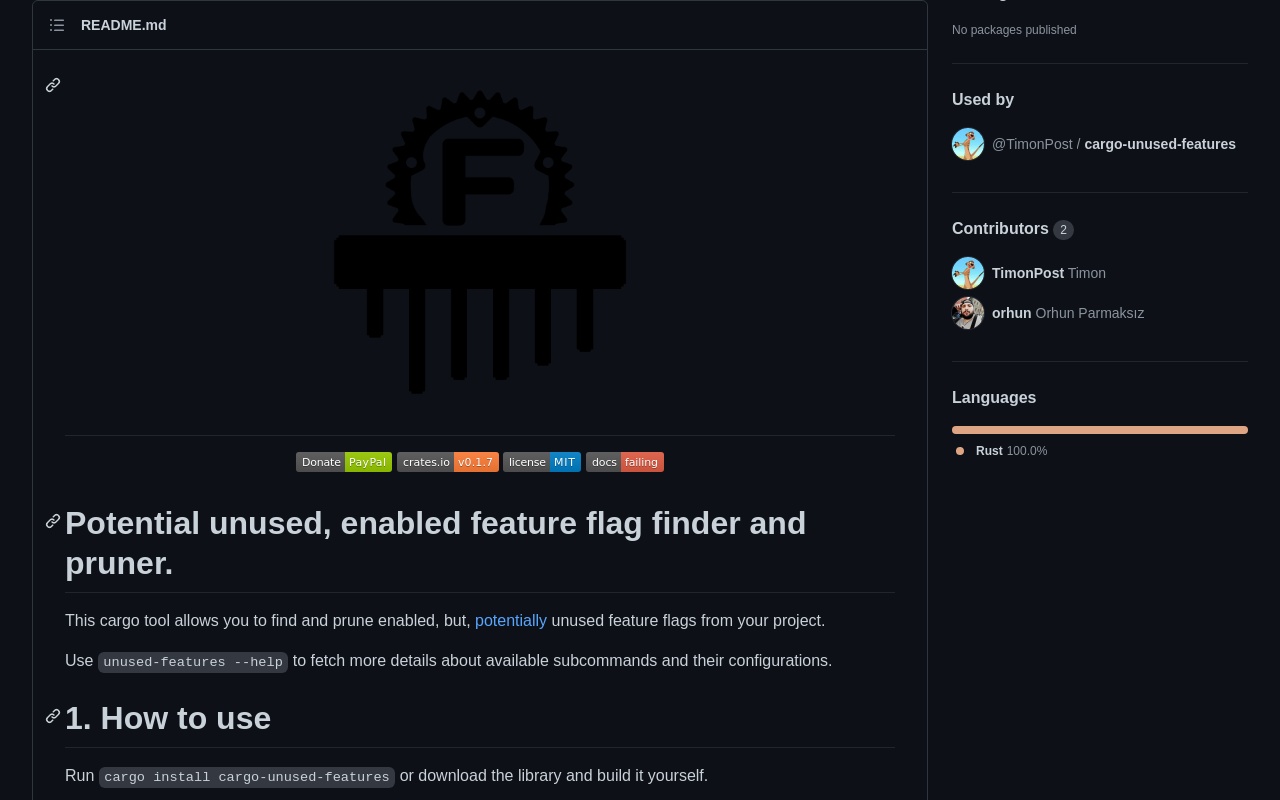 README.md
F
Donate PayPal crates.io v0.1.7 license MIT docs failing
Potential unused, enabled feature flag finder and
pruner.
This cargo tool allows you to find and prune enabled, but, potentially unused feature flags from your project.
Use unused-features --help to fetch more details about available subcommands and their configurations.
1. How to use
Run cargo install cargo-unused-features or download the library and build it yourself.
No packages published
Used by
@TimonPost / cargo-unused-features
Contributors 2
TimonPost Timon
orhun Orhun Parmaksız
Languages
Rust 100.0%